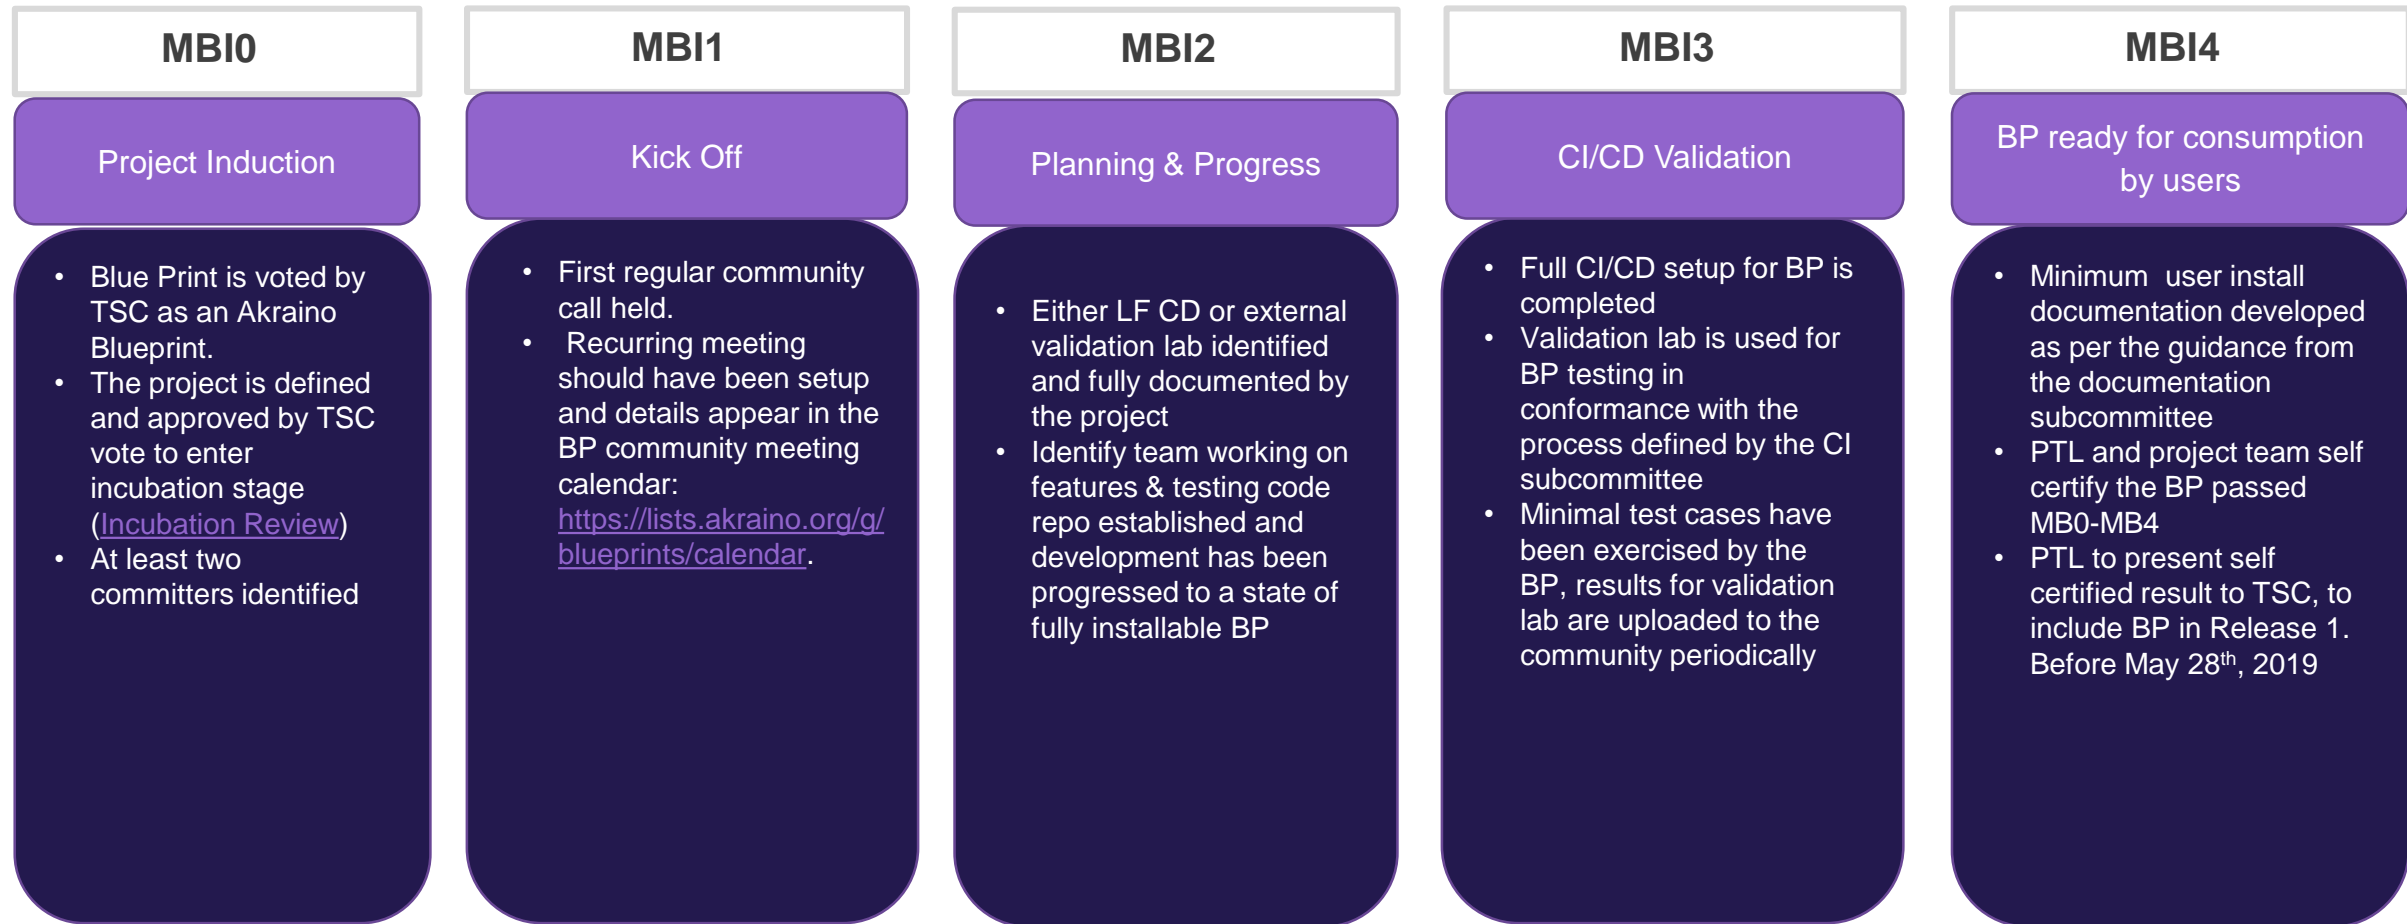 MBI0
Project Induction
• Blue Print is voted by
TSC as an Akraino
Blueprint.
• The project is defined
and approved by TSC
vote to enter
incubation stage
(Incubation Review)
• At least two
committers identified
MBI1
Kick Off
• First regular community
call held.
• Recurring meeting
should have been setup
and details appear in the
BP community meeting
calendar:
https://lists.akraino.org/g/
blueprints/calendar.
MBI2
Planning & Progress
• Either LF CD or external
validation lab identified
and fully documented by
the project
• Identify team working on
features & testing code
repo established and
development has been
progressed to a state of
fully installable BP
MBI3
CI/CD Validation
• Full CI/CD setup for BP is
completed
• Validation lab is used for
BP testing in
conformance with the
process defined by the CI
subcommittee
• Minimal test cases have
been exercised by the
BP, results for validation
lab are uploaded to the
community periodically
MBI4
BP ready for consumption
by users
• Minimum  user install
documentation developed
as per the guidance from
the documentation
subcommittee
• PTL and project team self
certify the BP passed
MB0-MB4
• PTL to present self
certified result to TSC, to
include BP in Release 1.
Before May 28th, 2019